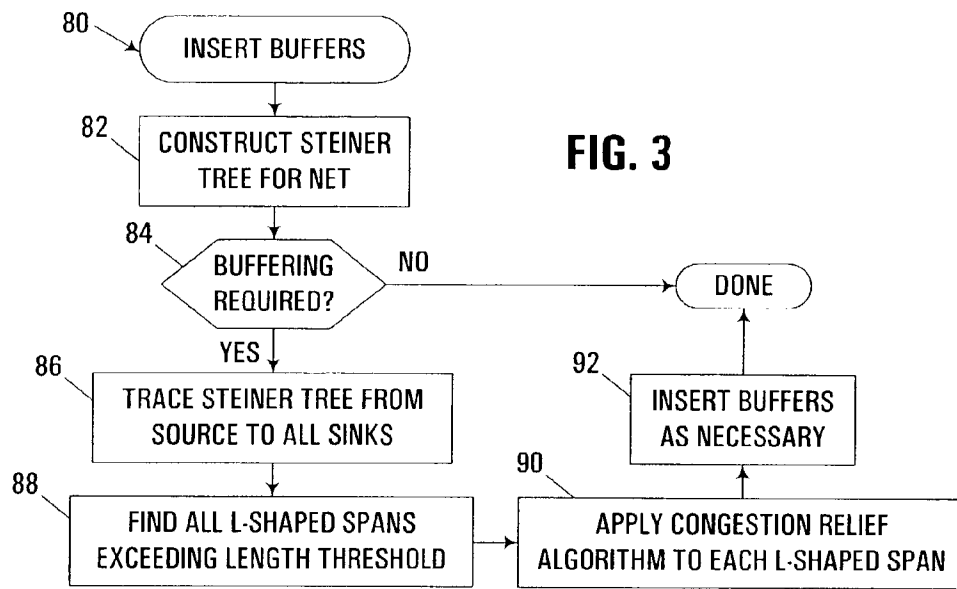 80
INSERT BUFFERS
82
CONSTRUCT STEINER
TREE FOR NET
FIG. 3
84
BUFFERING
REQUIRED?
NO
DONE
YES
86
TRACE STEINER TREE FROM
SOURCE TO ALL SINKS
92
INSERT BUFFERS
AS NECESSARY
88
FIND ALL L-SHAPED SPANS
EXCEEDING LENGTH THRESHOLD
90
APPLY CONGESTION RELIEF
ALGORITHM TO EACH L-SHAPED SPAN